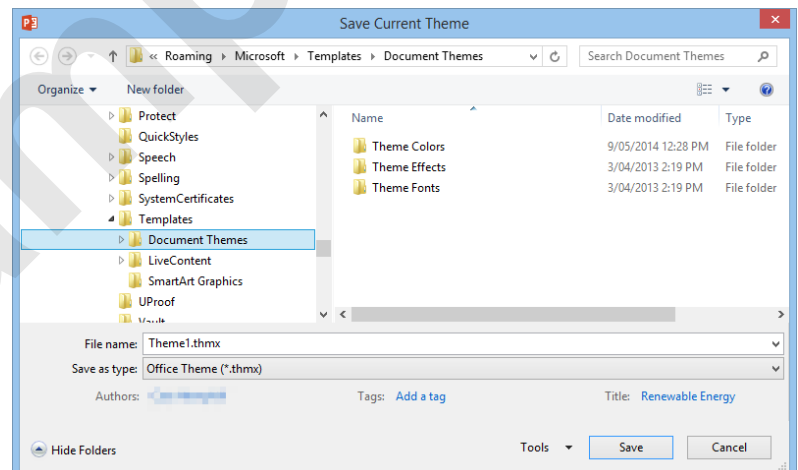 Save Current Theme
« Roaming Microsoft Templates Document Themes
Search Document Themes
Organize
New folder
Protect
QuickStyles
Speech
Spelling
SystemCertificates
Templates
Document Themes
LiveContent
SmartArt Graphics
UProof
Vault
Name Date modified Type
Theme Colors 9/05/2014 12:28 PM File folder
Theme Effects 3/04/2013 2:19 PM File folder
Theme Fonts 3/04/2013 2:19 PM File folder
File name: Theme1.thmx
Save as type: Office Theme (*.thmx)
Authors: Tags: Add a tag Title: Renewable Energy
Hide Folders Tools Save Cancel